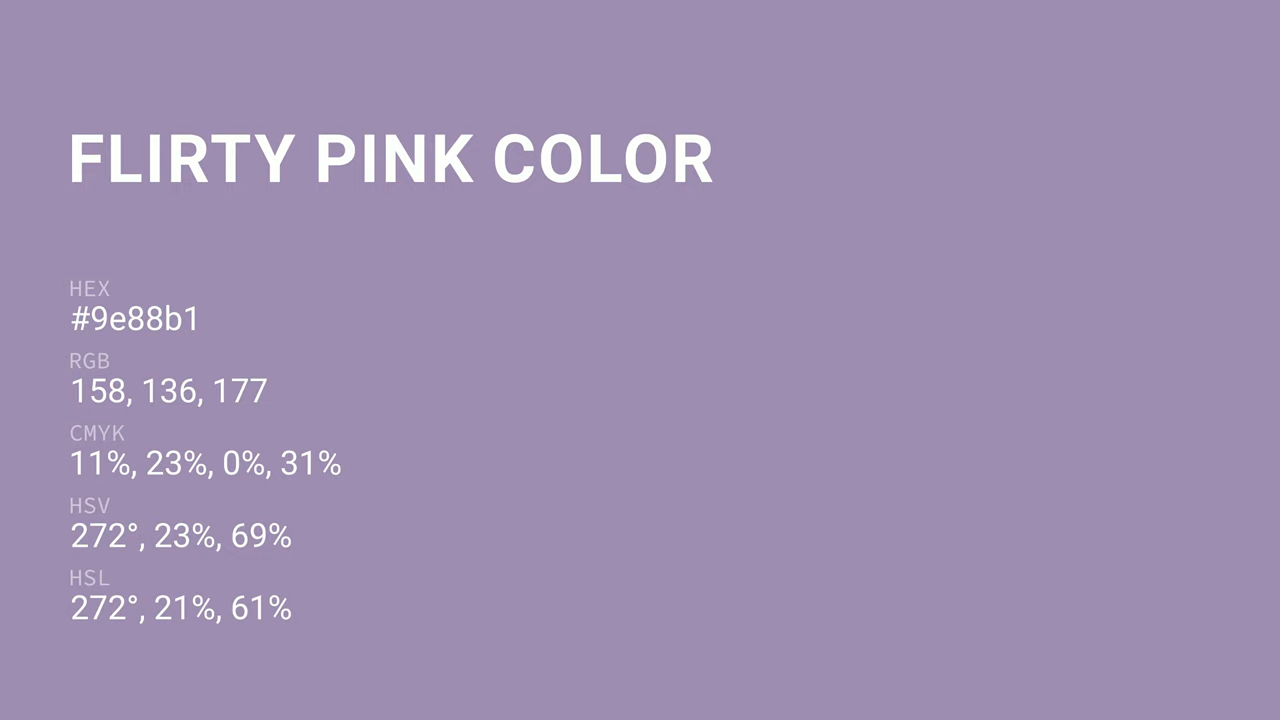 FLIRTY PINK COLOR
HEX
#9e88b1
RGB
158, 136, 177
CMYK
11%, 23%, 0%, 31%
HSV
272°, 23%, 69%
HSL
272°, 21%, 61%